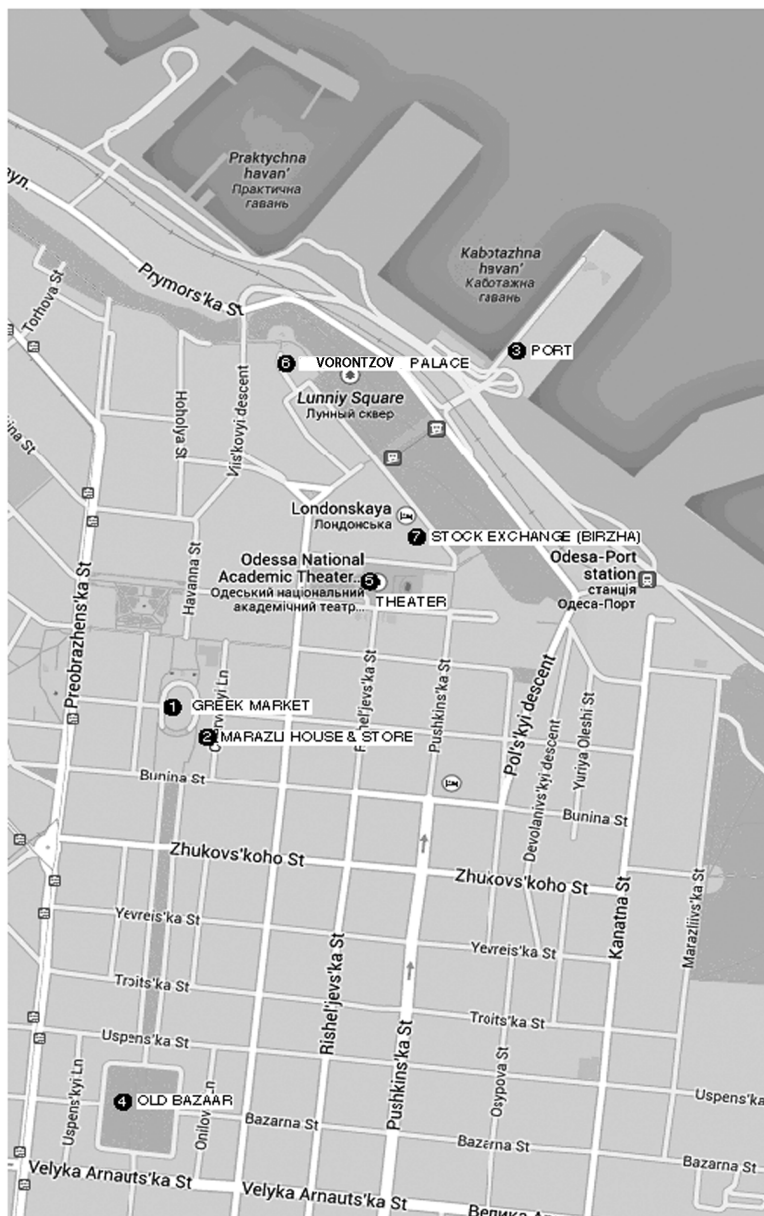 Praktychna
havan'
Практична
гавань
вул.
Kabotazhna
havan'
Каботажна
гавань
Prymors'ka St
Torhova St
3 PORT
6 VORONTZOV PALACE
Lunniy Square
Лунный сквер
Hoholya St
Viis'kovyi descent
Londonskaya
Лондонська
7 STOCK EXCHANGE (BIRZHA)
Odessa National
Academic Theater...
Одеський національний
академічний театр...
5
THEATER
Odesa-Port
station
станція
Одеса-Порт
Havanna St
Preobrazhens'ka St
1 GREEK MARKET
2 MARAZLI HOUSE & STORE
Pushkins'ka St
Pol's'kyi descent
Devolanivs'kyi descent
Yuriya Oleshi St
Bunina St
Bunina St
Zhukovs'koho St
Zhukovs'koho St
Kanatna St
Marazliivs'ka St
Yevreis'ka St
Yevreis'ka St
Troits'ka St
Troits'ka St
Rishel'jevs'ka St
Pushkins'ka St
Osypova St
Uspens'ka St
Uspens'ka
Uspens'kyi Ln
4 OLD BAZAAR
Bazarna St
Bazarna St
Bazarna St
Velyka Arnauts'ka St
Velyka Arnauts'ka St